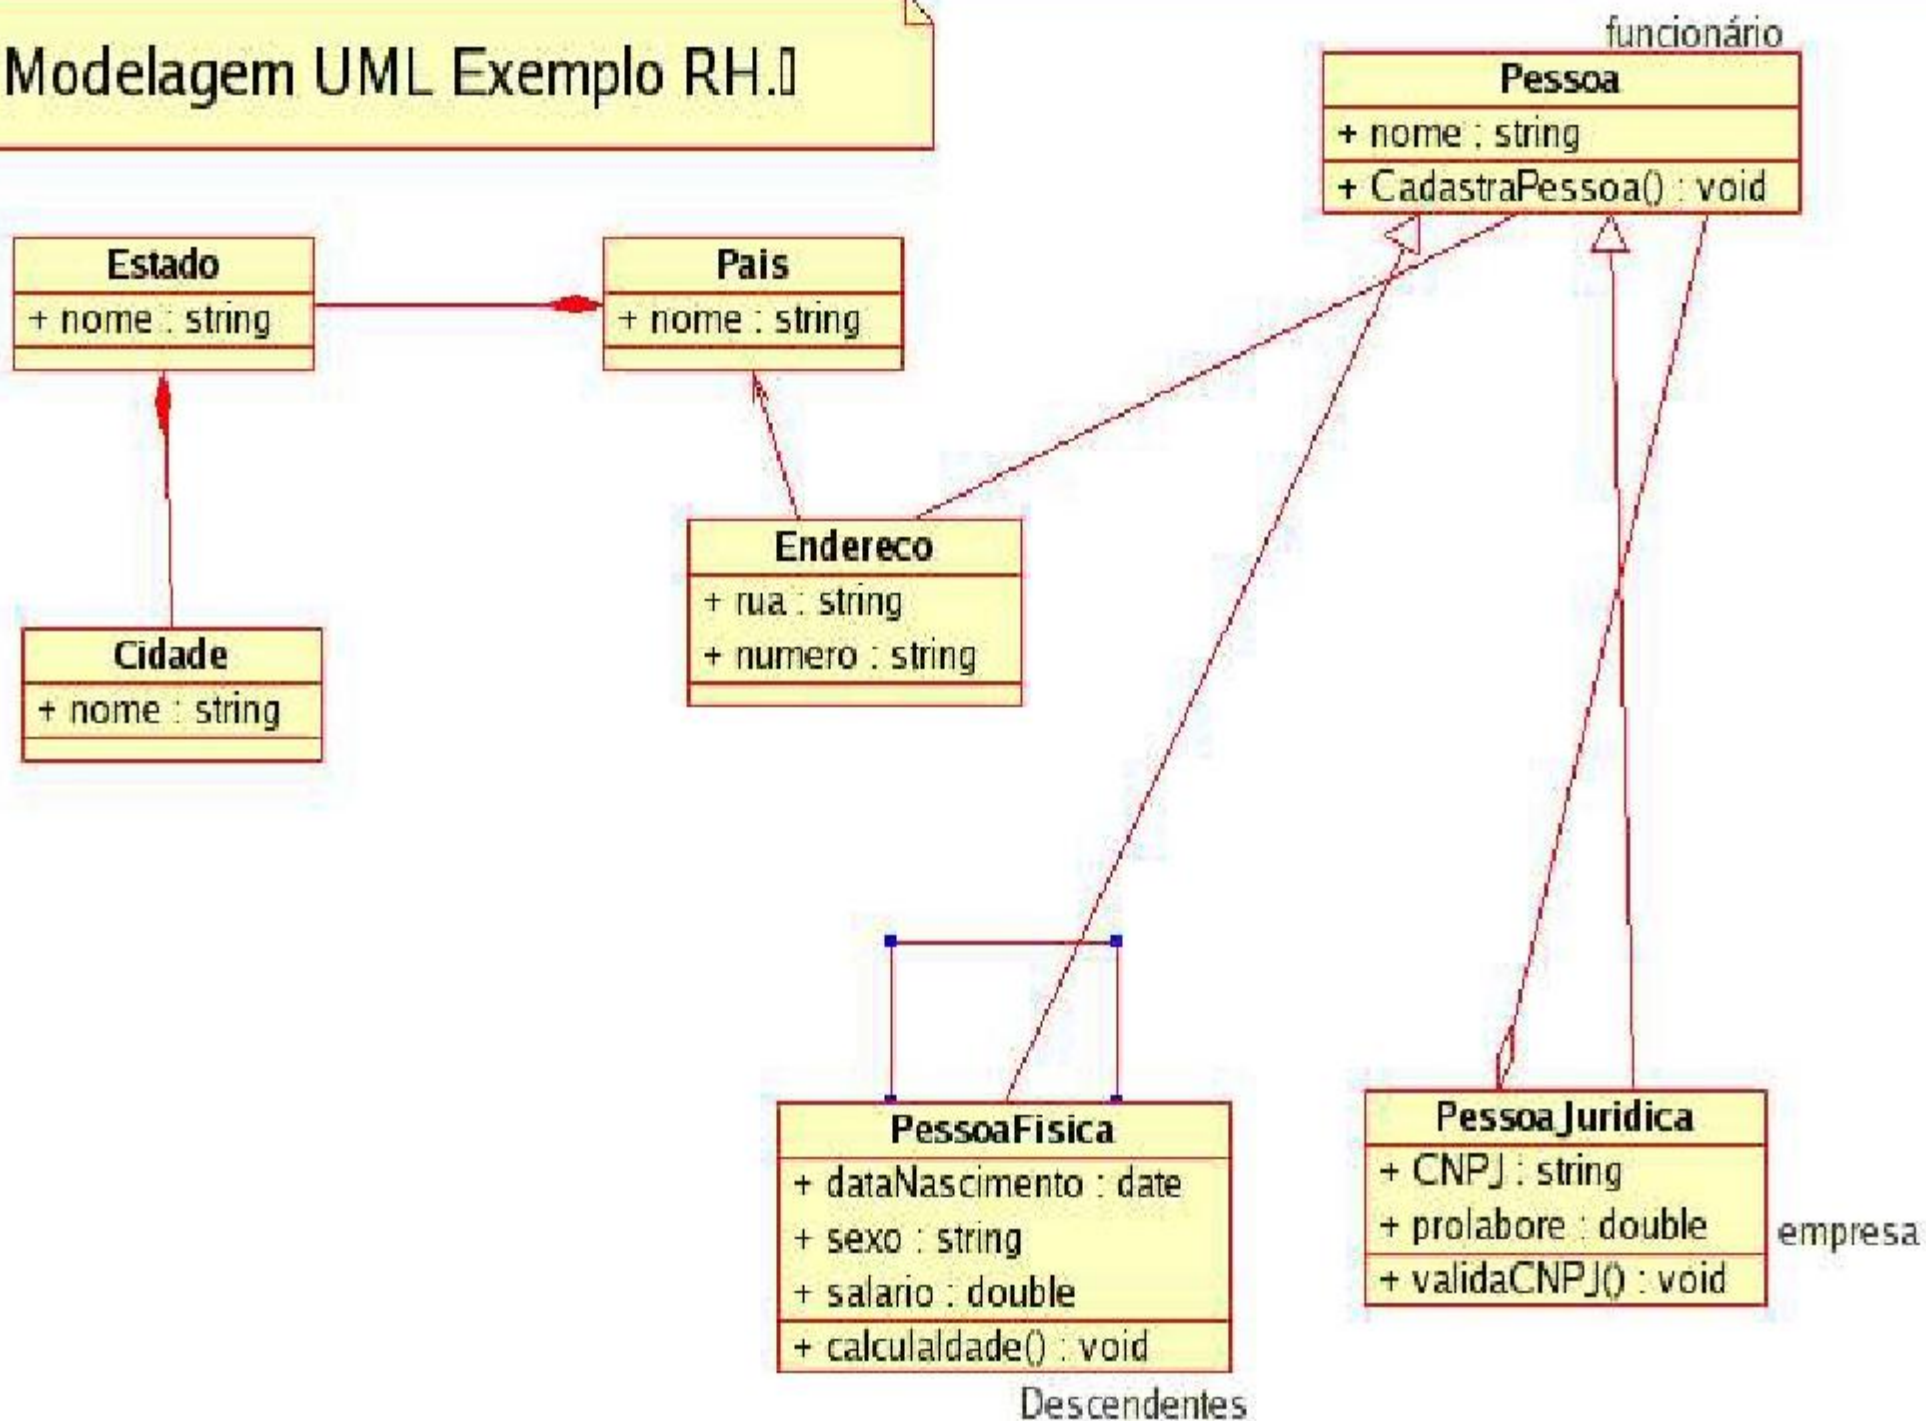 Modelagem UML Exemplo RH.
funcionário
Pessoa
+ nome : string
+ CadastraPessoa() : void
Estado
+ nome : string
Pais
+ nome : string
Endereco
+ rua : string
+ numero : string
Cidade
+ nome : string
PessoaFisica
+ dataNascimento : date
+ sexo : string
+ salario : double
+ calculaIdade() : void
Descendentes
PessoaJuridica
+ CNPJ : string
+ prolabore : double
+ validaCNPJ() : void
empresa